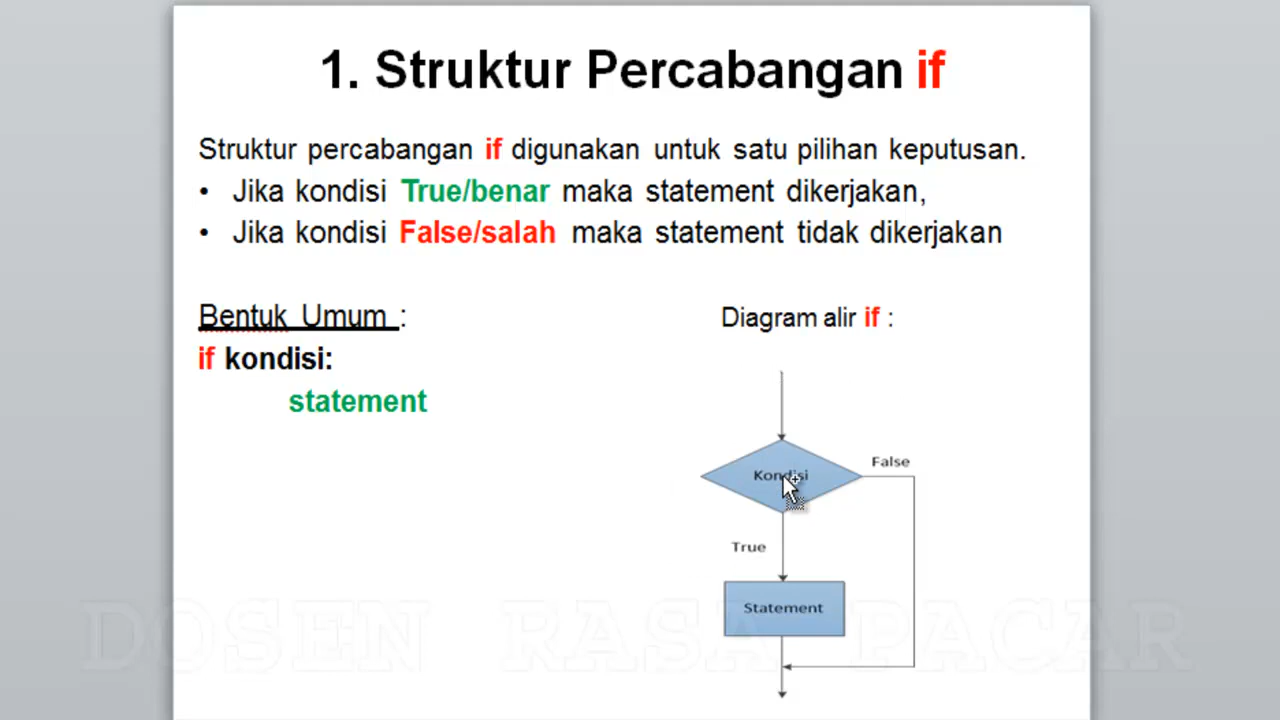 1. Struktur Percabangan if
Struktur percabangan if digunakan untuk satu pilihan keputusan.
• Jika kondisi True/benar maka statement dikerjakan,
• Jika kondisi False/salah maka statement tidak dikerjakan
Bentuk Umum :
if kondisi:
statement
Diagram alir if :
Kondisi
False
True
Statement
DOSEN RASA PACAR